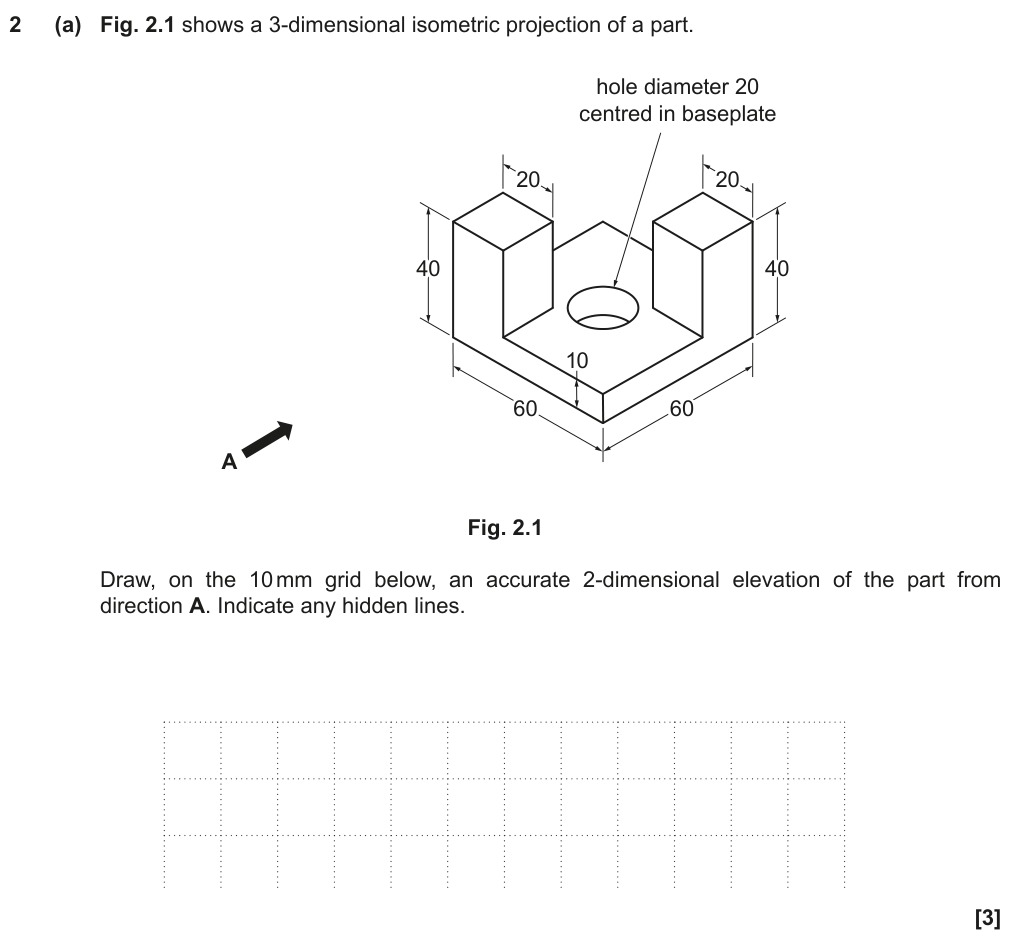 2 (a) Fig. 2.1 shows a 3-dimensional isometric projection of a part.
hole diameter 20
centred in baseplate
20
20
40
40
10
60
60
A
Fig. 2.1
Draw, on the 10 mm grid below, an accurate 2-dimensional elevation of the part from
direction A. Indicate any hidden lines.
[3]